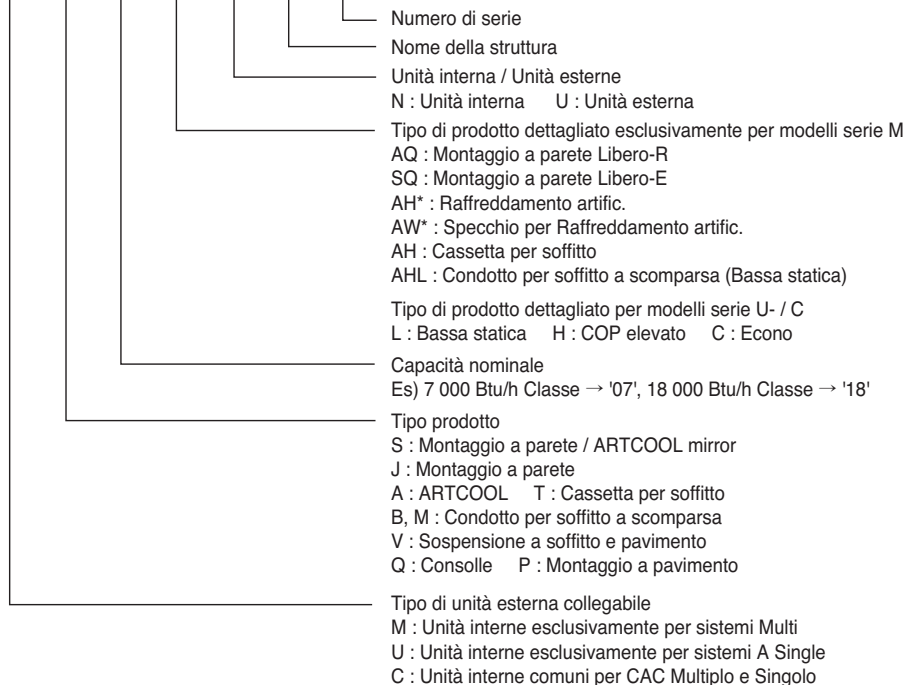 Numero di serie
Nome della struttura
Unità interna / Unità esterne
N : Unità interna U : Unità esterna
Tipo di prodotto dettagliato esclusivamente per modelli serie M
AQ : Montaggio a parete Libero-R
SQ : Montaggio a parete Libero-E
AH* : Raffreddamento artific.
AW* : Specchio per Raffreddamento artific.
AH : Cassetta per soffitto
AHL : Condotto per soffitto a scomparsa (Bassa statica)
Tipo di prodotto dettagliato per modelli serie U- / C
L : Bassa statica H : COP elevato C : Econo
Capacità nominale
Es) 7 000 Btu/h Classe → '07', 18 000 Btu/h Classe → '18'
Tipo prodotto
S : Montaggio a parete / ARTCOOL mirror
J : Montaggio a parete
A : ARTCOOL T : Cassetta per soffitto
B, M : Condotto per soffitto a scomparsa
V : Sospensione a soffitto e pavimento
Q : Consolle P : Montaggio a pavimento
Tipo di unità esterna collegabile
M : Unità interne esclusivamente per sistemi Multi
U : Unità interne esclusivamente per sistemi A Single
C : Unità interne comuni per CAC Multiplo e Singolo